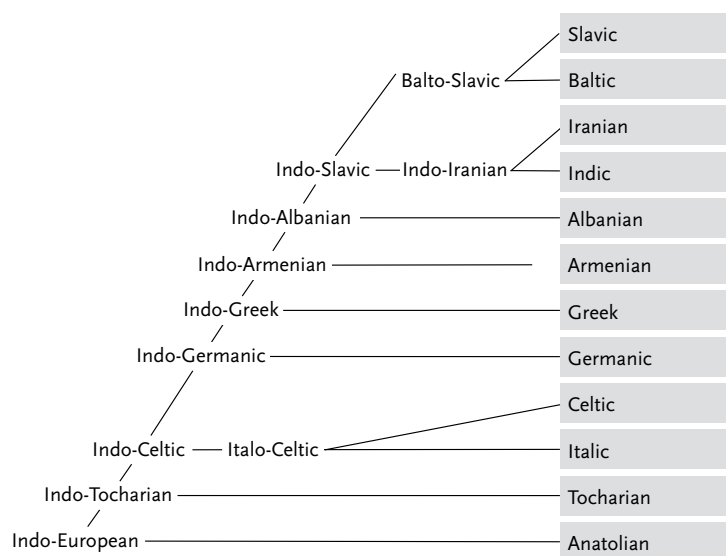 Slavic
Balto-Slavic Baltic
Iranian
Indo-Slavic Indo-Iranian Indic
Indo-Albanian Albanian
Indo-Armenian Armenian
Indo-Greek Greek
Indo-Germanic Germanic
Celtic
Indo-Celtic Italo-Celtic Italic
Indo-Tocharian Tocharian
Indo-European Anatolian